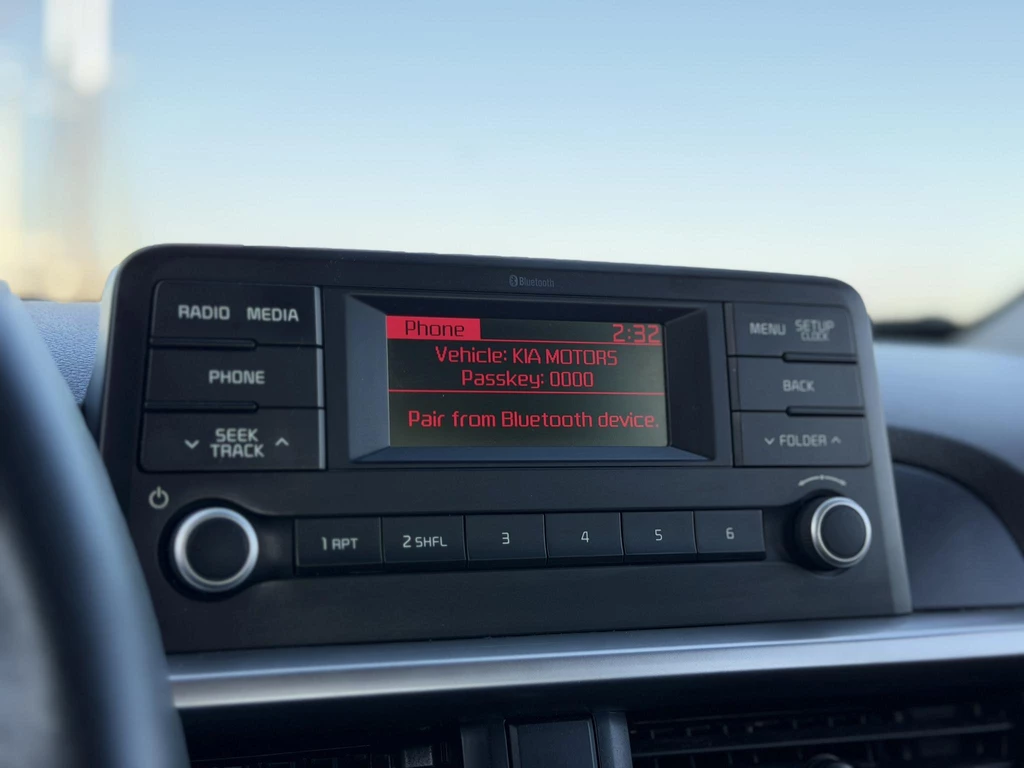 Bluetooth
RADIO MEDIA
PHONE
SEEK
TRACK
Phone 2:32
Vehicle: KIA MOTORS
Passkey: 0000
Pair from Bluetooth device.
MENU SETUP
CLOCK
BACK
FOLDER
1 RPT 2 SHFL 3 4 5 6